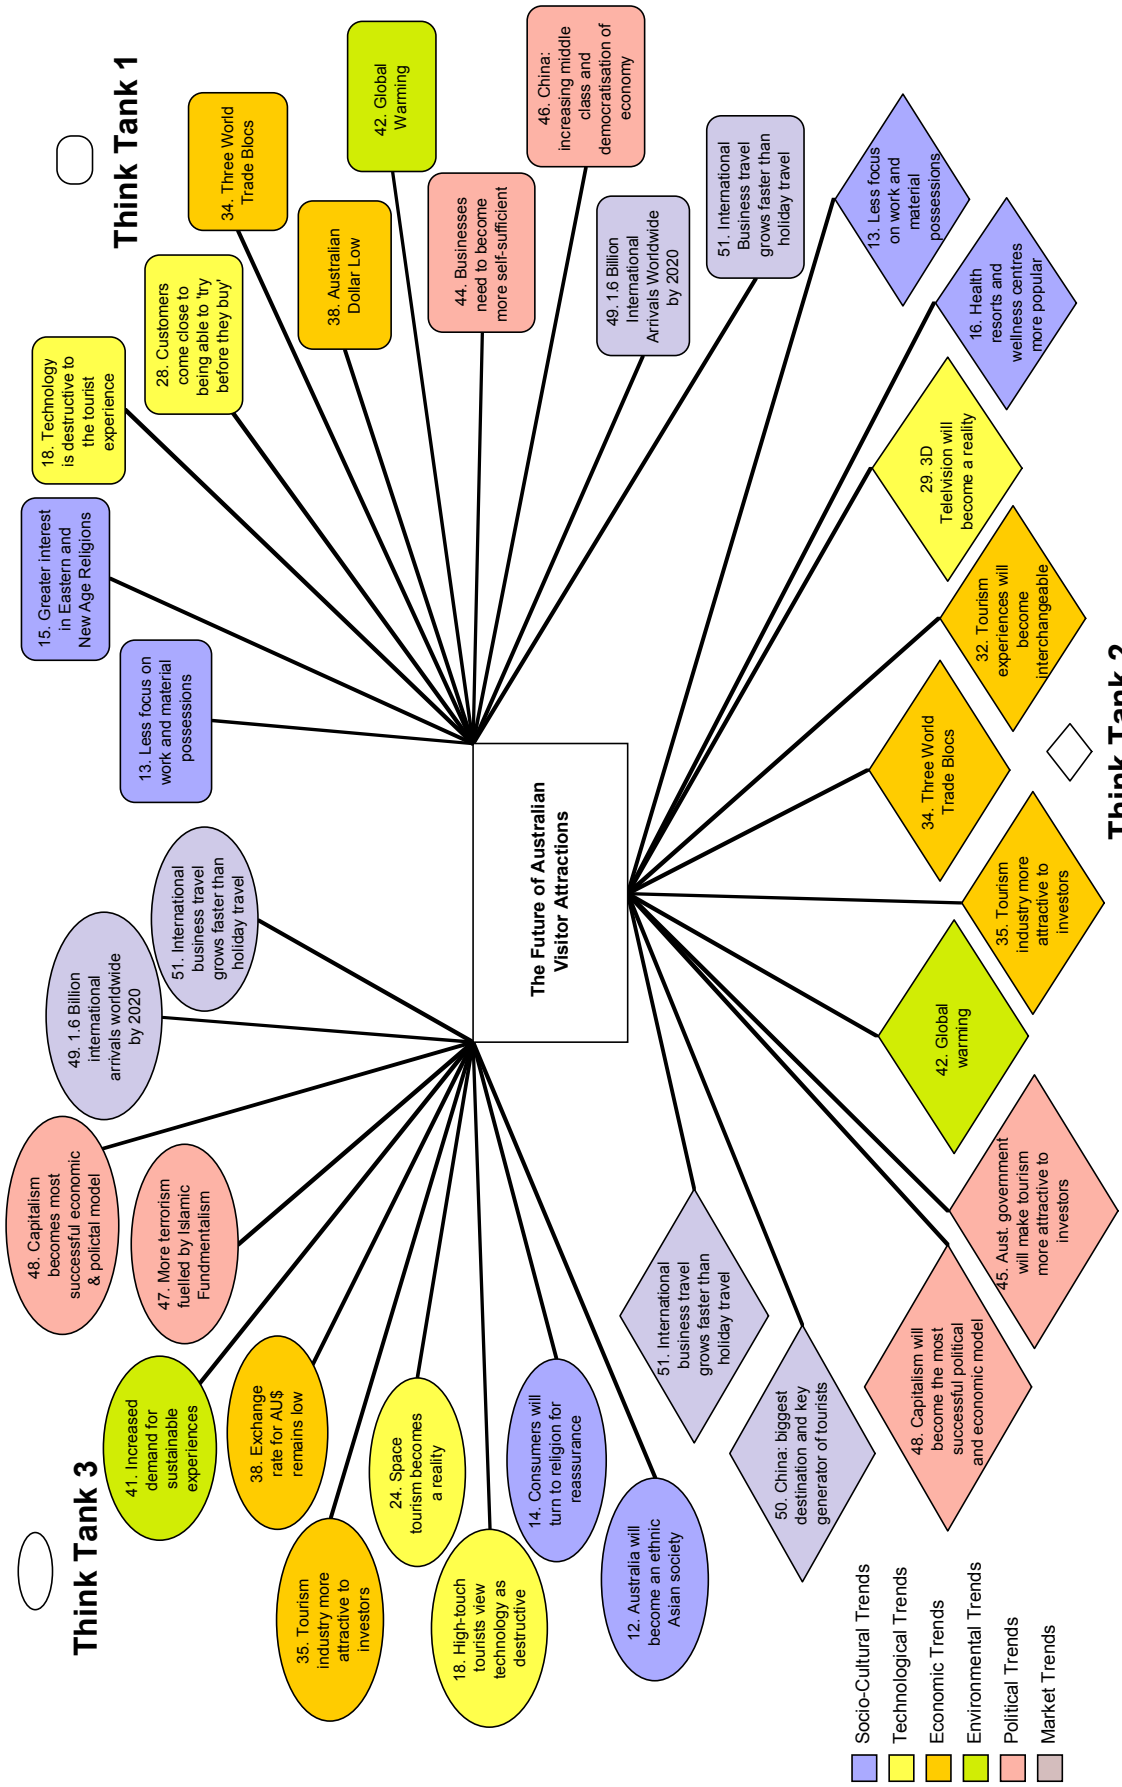 Think Tank 1
15. Greater interest
in Eastern and
New Age Religions
18. Technology
is destructive to
the tourist
experience
13. Less focus on
work and material
possessions
28. Customers
come close to
being able to 'try
before they buy'
34. Three World
Trade Blocs
38. Australian
Dollar Low
42. Global
Warming
44. Businesses
need to become
more self-sufficient
46. China:
increasing middle
class and
democratisation of
economy
49. 1.6 Billion
International
Arrivals Worldwide
by 2020
51. International
Business travel
grows faster than
holiday travel
The Future of Australian
Visitor Attractions
Think Tank 3
48. Capitalism
becomes most
successful economic
& polictal model
49. 1.6 Billion
international
arrivals worldwide
by 2020
51. International
business travel
grows faster than
holiday travel
47. More terrorism
fuelled by Islamic
Fundmentalism
41. Increased
demand for
sustainable
experiences
38. Exchange
rate for AU$
remains low
35. Tourism
industry more
attractive to
investors
24. Space
tourism becomes
a reality
18. High-touch
tourists view
technology as
destructive
14. Consumers will
turn to religion for
reassurance
12. Australia will
become an ethnic
Asian society
Think Tank 2
51. International
business travel
grows faster than
holiday travel
50. China: biggest
destination and key
generator of tourists
48. Capitalism will
become the most
successful political
and economic model
45. Aust. government
will make tourism
more attractive to
investors
42. Global
warming
35. Tourism
industry more
attractive to
investors
34. Three World
Trade Blocs
32. Tourism
experiences will
become
interchangeable
29. 3D
Telelvision will
become a reality
16. Health
resorts and
wellness centres
more popular
13. Less focus
on work and
material
possessions
Socio-Cultural Trends
Technological Trends
Economic Trends
Environmental Trends
Political Trends
Market Trends